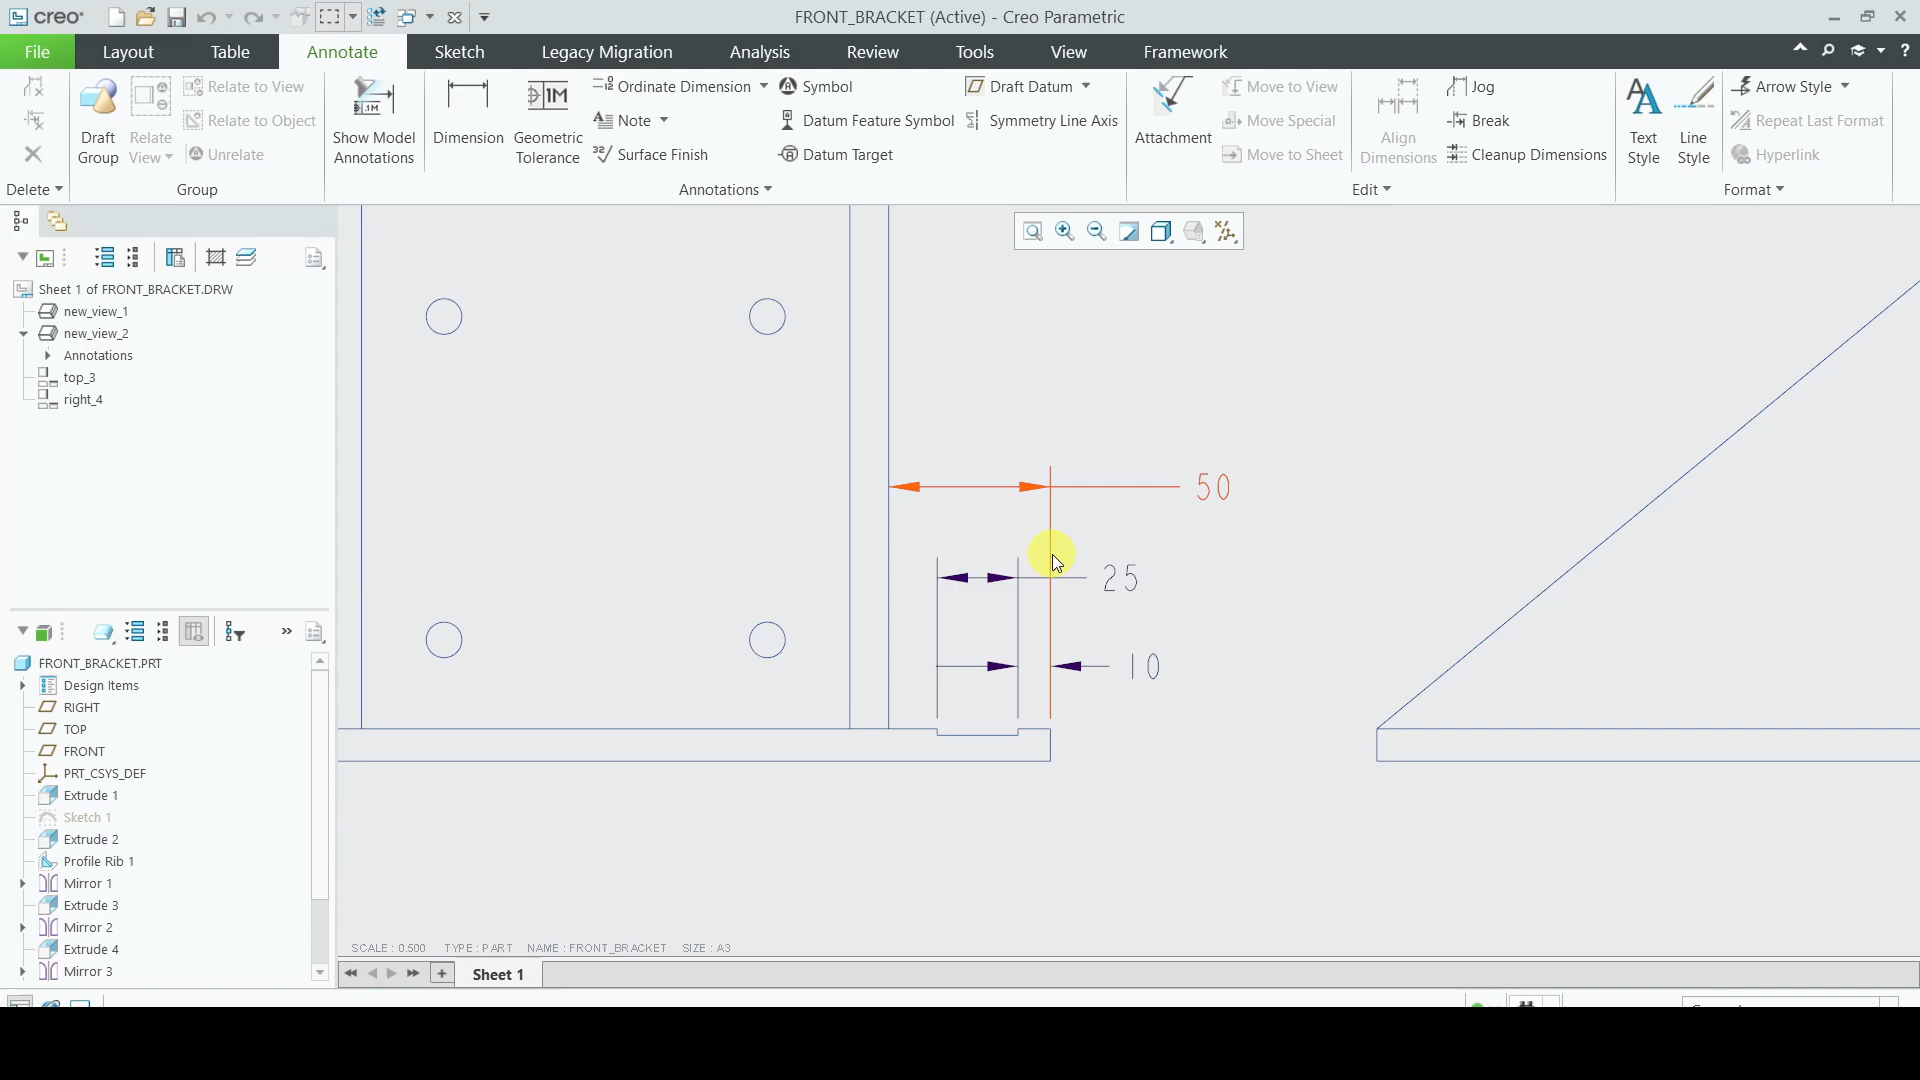 creo
FRONT_BRACKET (Active) - Creo Parametric
File
Layout
Table
Annotate
Sketch
Legacy Migration
Analysis
Review
Tools
View
Framework
Delete
Draft Group
Relate View
Relate to View
Relate to Object
Unrelate
Group
Show Model Annotations
Dimension
Geometric Tolerance
Ordinate Dimension
Note
Surface Finish
Symbol
Datum Feature Symbol
Datum Target
Draft Datum
Symmetry Line Axis
Annotations
Attachment
Move to View
Move Special
Move to Sheet
Align Dimensions
Jog
Break
Cleanup Dimensions
Edit
Text Style
Line Style
Arrow Style
Repeat Last Format
Hyperlink
Format
Sheet 1 of FRONT_BRACKET.DRW
new_view_1
new_view_2
Annotations
top_3
right_4
FRONT_BRACKET.PRT
Design Items
RIGHT
TOP
FRONT
PRT_CSYS_DEF
Extrude 1
Sketch 1
Extrude 2
Profile Rib 1
Mirror 1
Extrude 3
Mirror 2
Extrude 4
Mirror 3
50
25
10
SCALE : 0.500 TYPE : PART NAME : FRONT_BRACKET SIZE : A3
Sheet 1